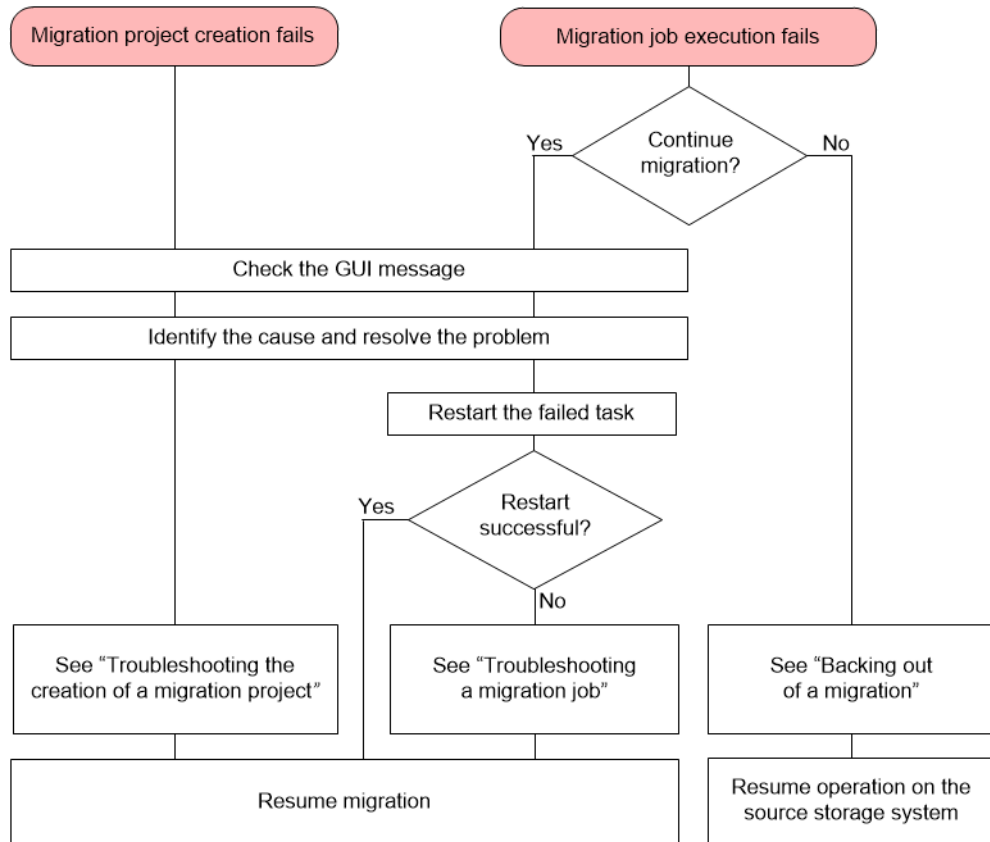 Migration project creation fails
Migration job execution fails
Continue
migration?
Yes
No
Check the GUI message
Identify the cause and resolve the problem
Restart the failed task
Yes
Restart
successful?
No
See “Troubleshooting the
creation of a migration project”
See “Troubleshooting
a migration job”
See “Backing out
of a migration”
Resume migration
Resume operation on the
source storage system